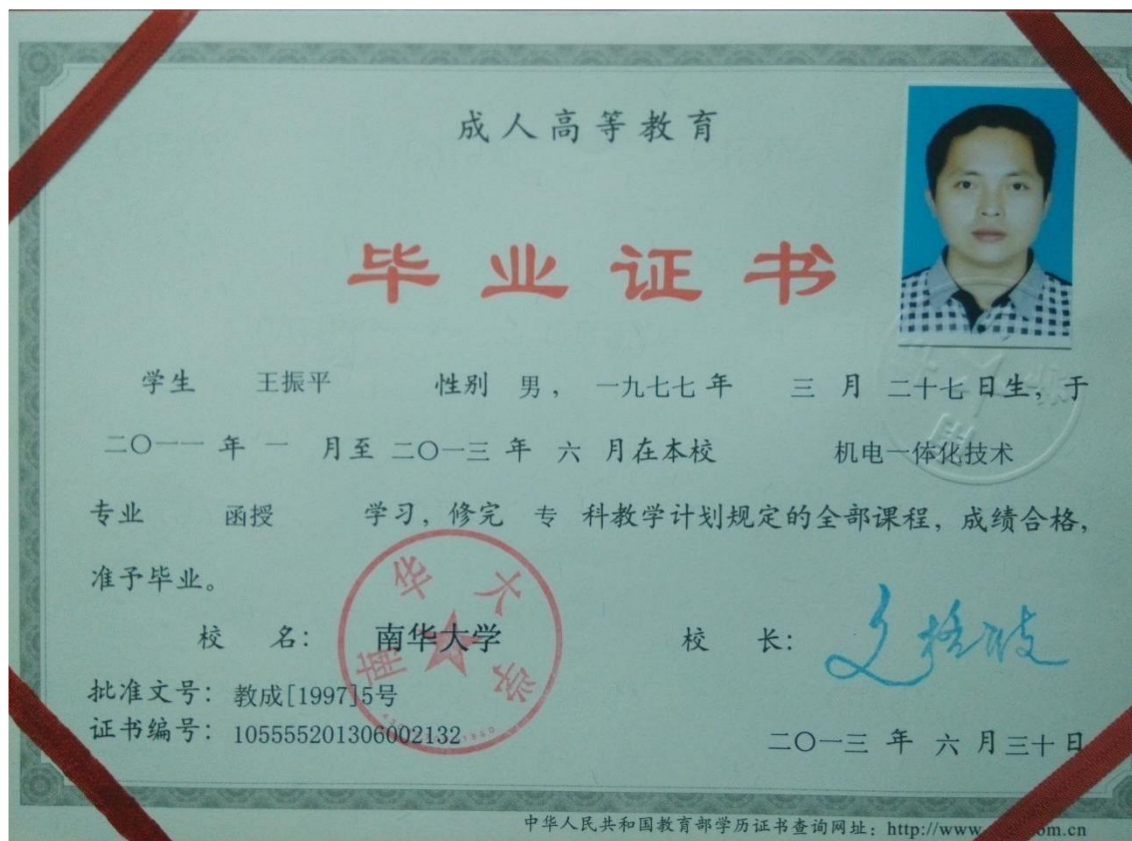 成人高等教育
毕业证书
学生 王振平 性别 男， 一九七七 年 三 月 二十七 日生，于
二〇一一 年 一 月至 二〇一三 年 六 月在本校 机电一体化技术
专业 函授 学习，修完 专 科教学计划规定的全部课程，成绩合格，
准予毕业。
校 名： 南华大学 校 长：
南华大学
批准文号：教成[1997]5号
证书编号：105555201306002132
二〇一三 年 六 月 三十 日
中华人民共和国教育部学历证书查询网址：http://www om.cn